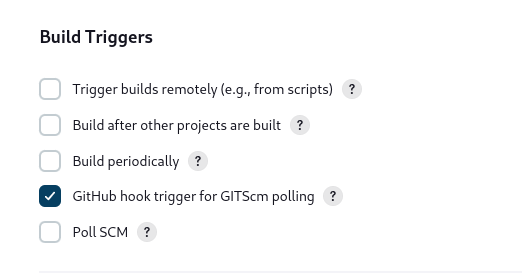 Build Triggers
Trigger builds remotely (e.g., from scripts) ?
Build after other projects are built ?
Build periodically ?
GitHub hook trigger for GITScm polling ?
Poll SCM ?